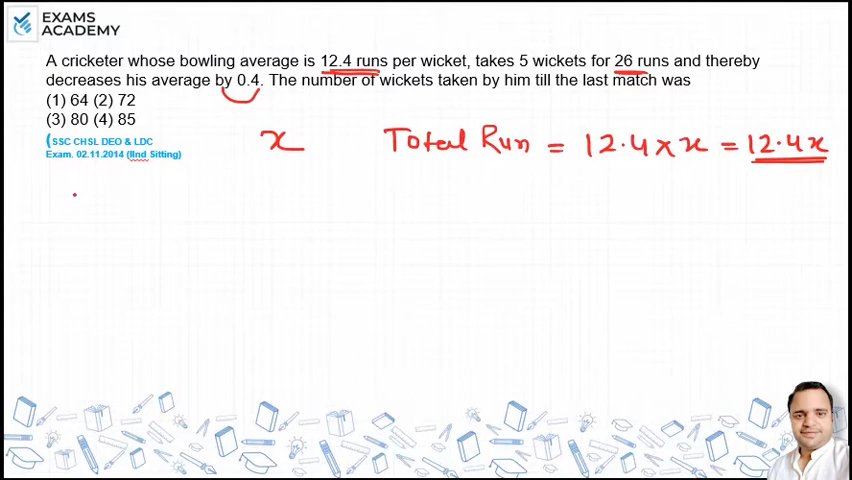 EXAMS
ACADEMY
A cricketer whose bowling average is 12.4 runs per wicket, takes 5 wickets for 26 runs and thereby
decreases his average by 0.4. The number of wickets taken by him till the last match was
(1) 64 (2) 72
(3) 80 (4) 85
(SSC CHSL DEO & LDC
Exam. 02.11.2014 (IInd Sitting)
x Total Run = 12.4 × x = 12.4x